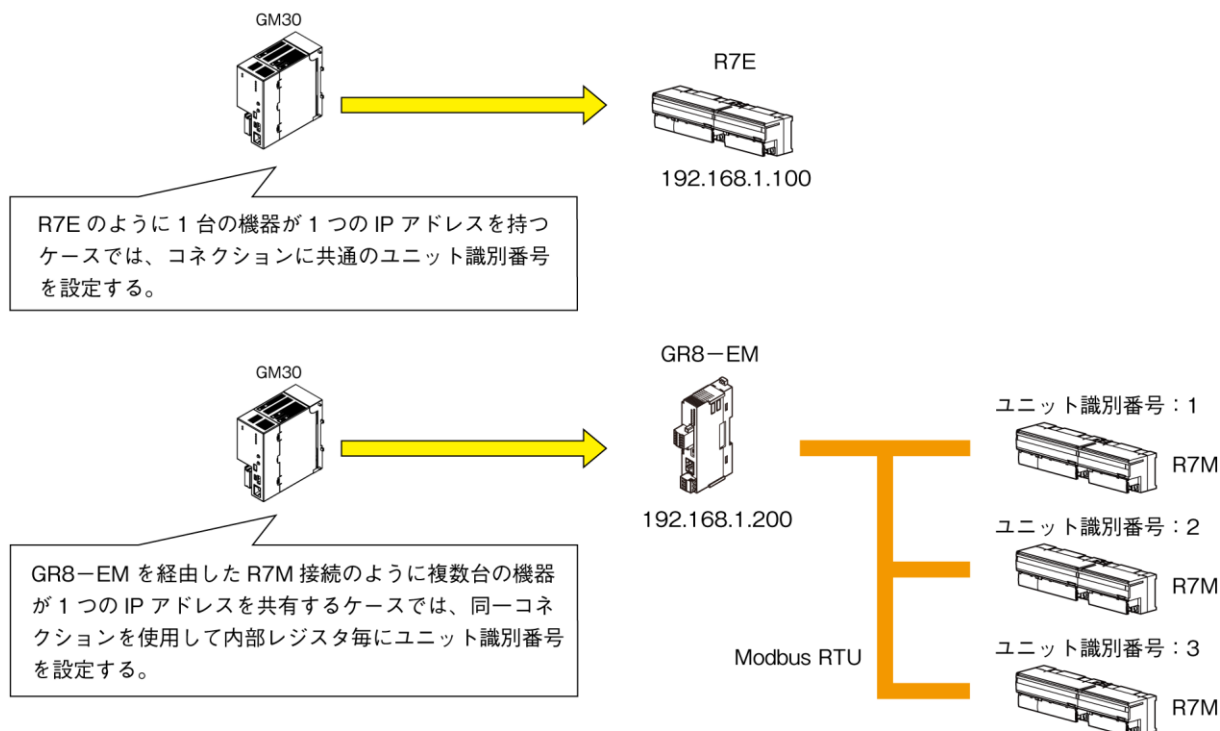 GM30
R7E
192.168.1.100
R7E のように 1 台の機器が 1 つの IP アドレスを持つ
ケースでは、コネクションに共通のユニット識別番号
を設定する。
GR8－EM
GM30
ユニット識別番号：1
R7M
192.168.1.200
ユニット識別番号：2
R7M
GR8－EM を経由した R7M 接続のように複数台の機器
が 1 つの IP アドレスを共有するケースでは、同一コネ
クションを使用して内部レジスタ毎にユニット識別番号
を設定する。
Modbus RTU
ユニット識別番号：3
R7M